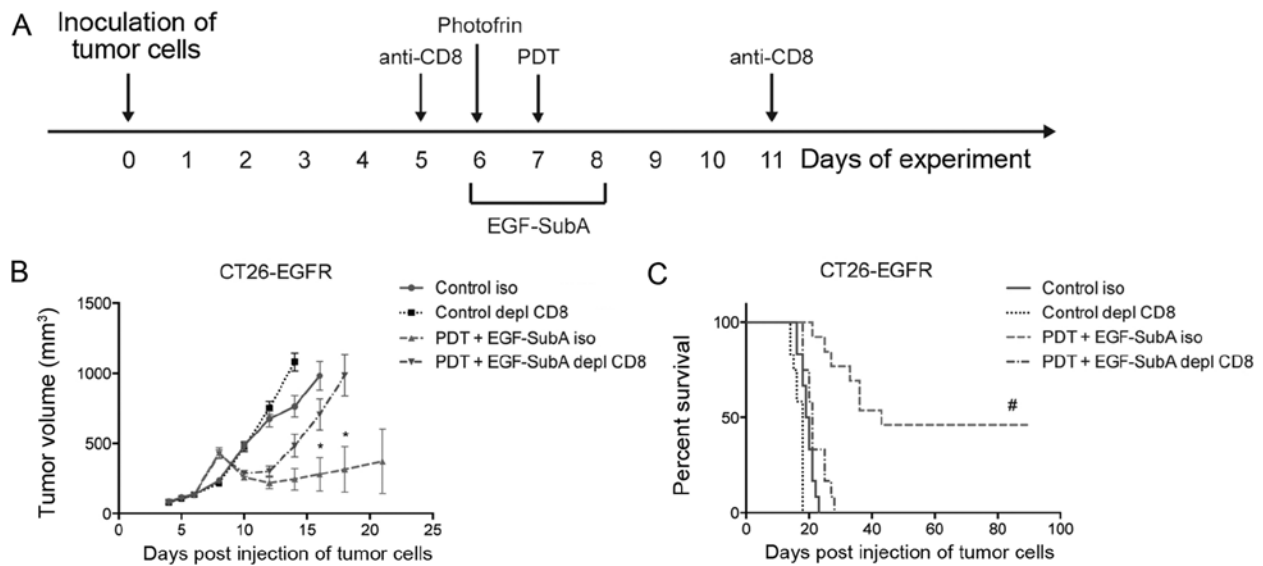 A
Inoculation of
tumor cells
Photofrin
anti-CD8
PDT
anti-CD8
0 1 2 3 4 5 6 7 8 9 10 11 Days of experiment
EGF-SubA
B
CT26-EGFR
Control iso
Control depl CD8
PDT + EGF-SubA iso
PDT + EGF-SubA depl CD8
Tumor volume (mm³)
1500
1000
500
0
* *
0 5 10 15 20 25
Days post injection of tumor cells
C
CT26-EGFR
Control iso
Control depl CD8
PDT + EGF-SubA iso
PDT + EGF-SubA depl CD8
Percent survival
100
50
0
#
0 20 40 60 80 100
Days post injection of tumor cells